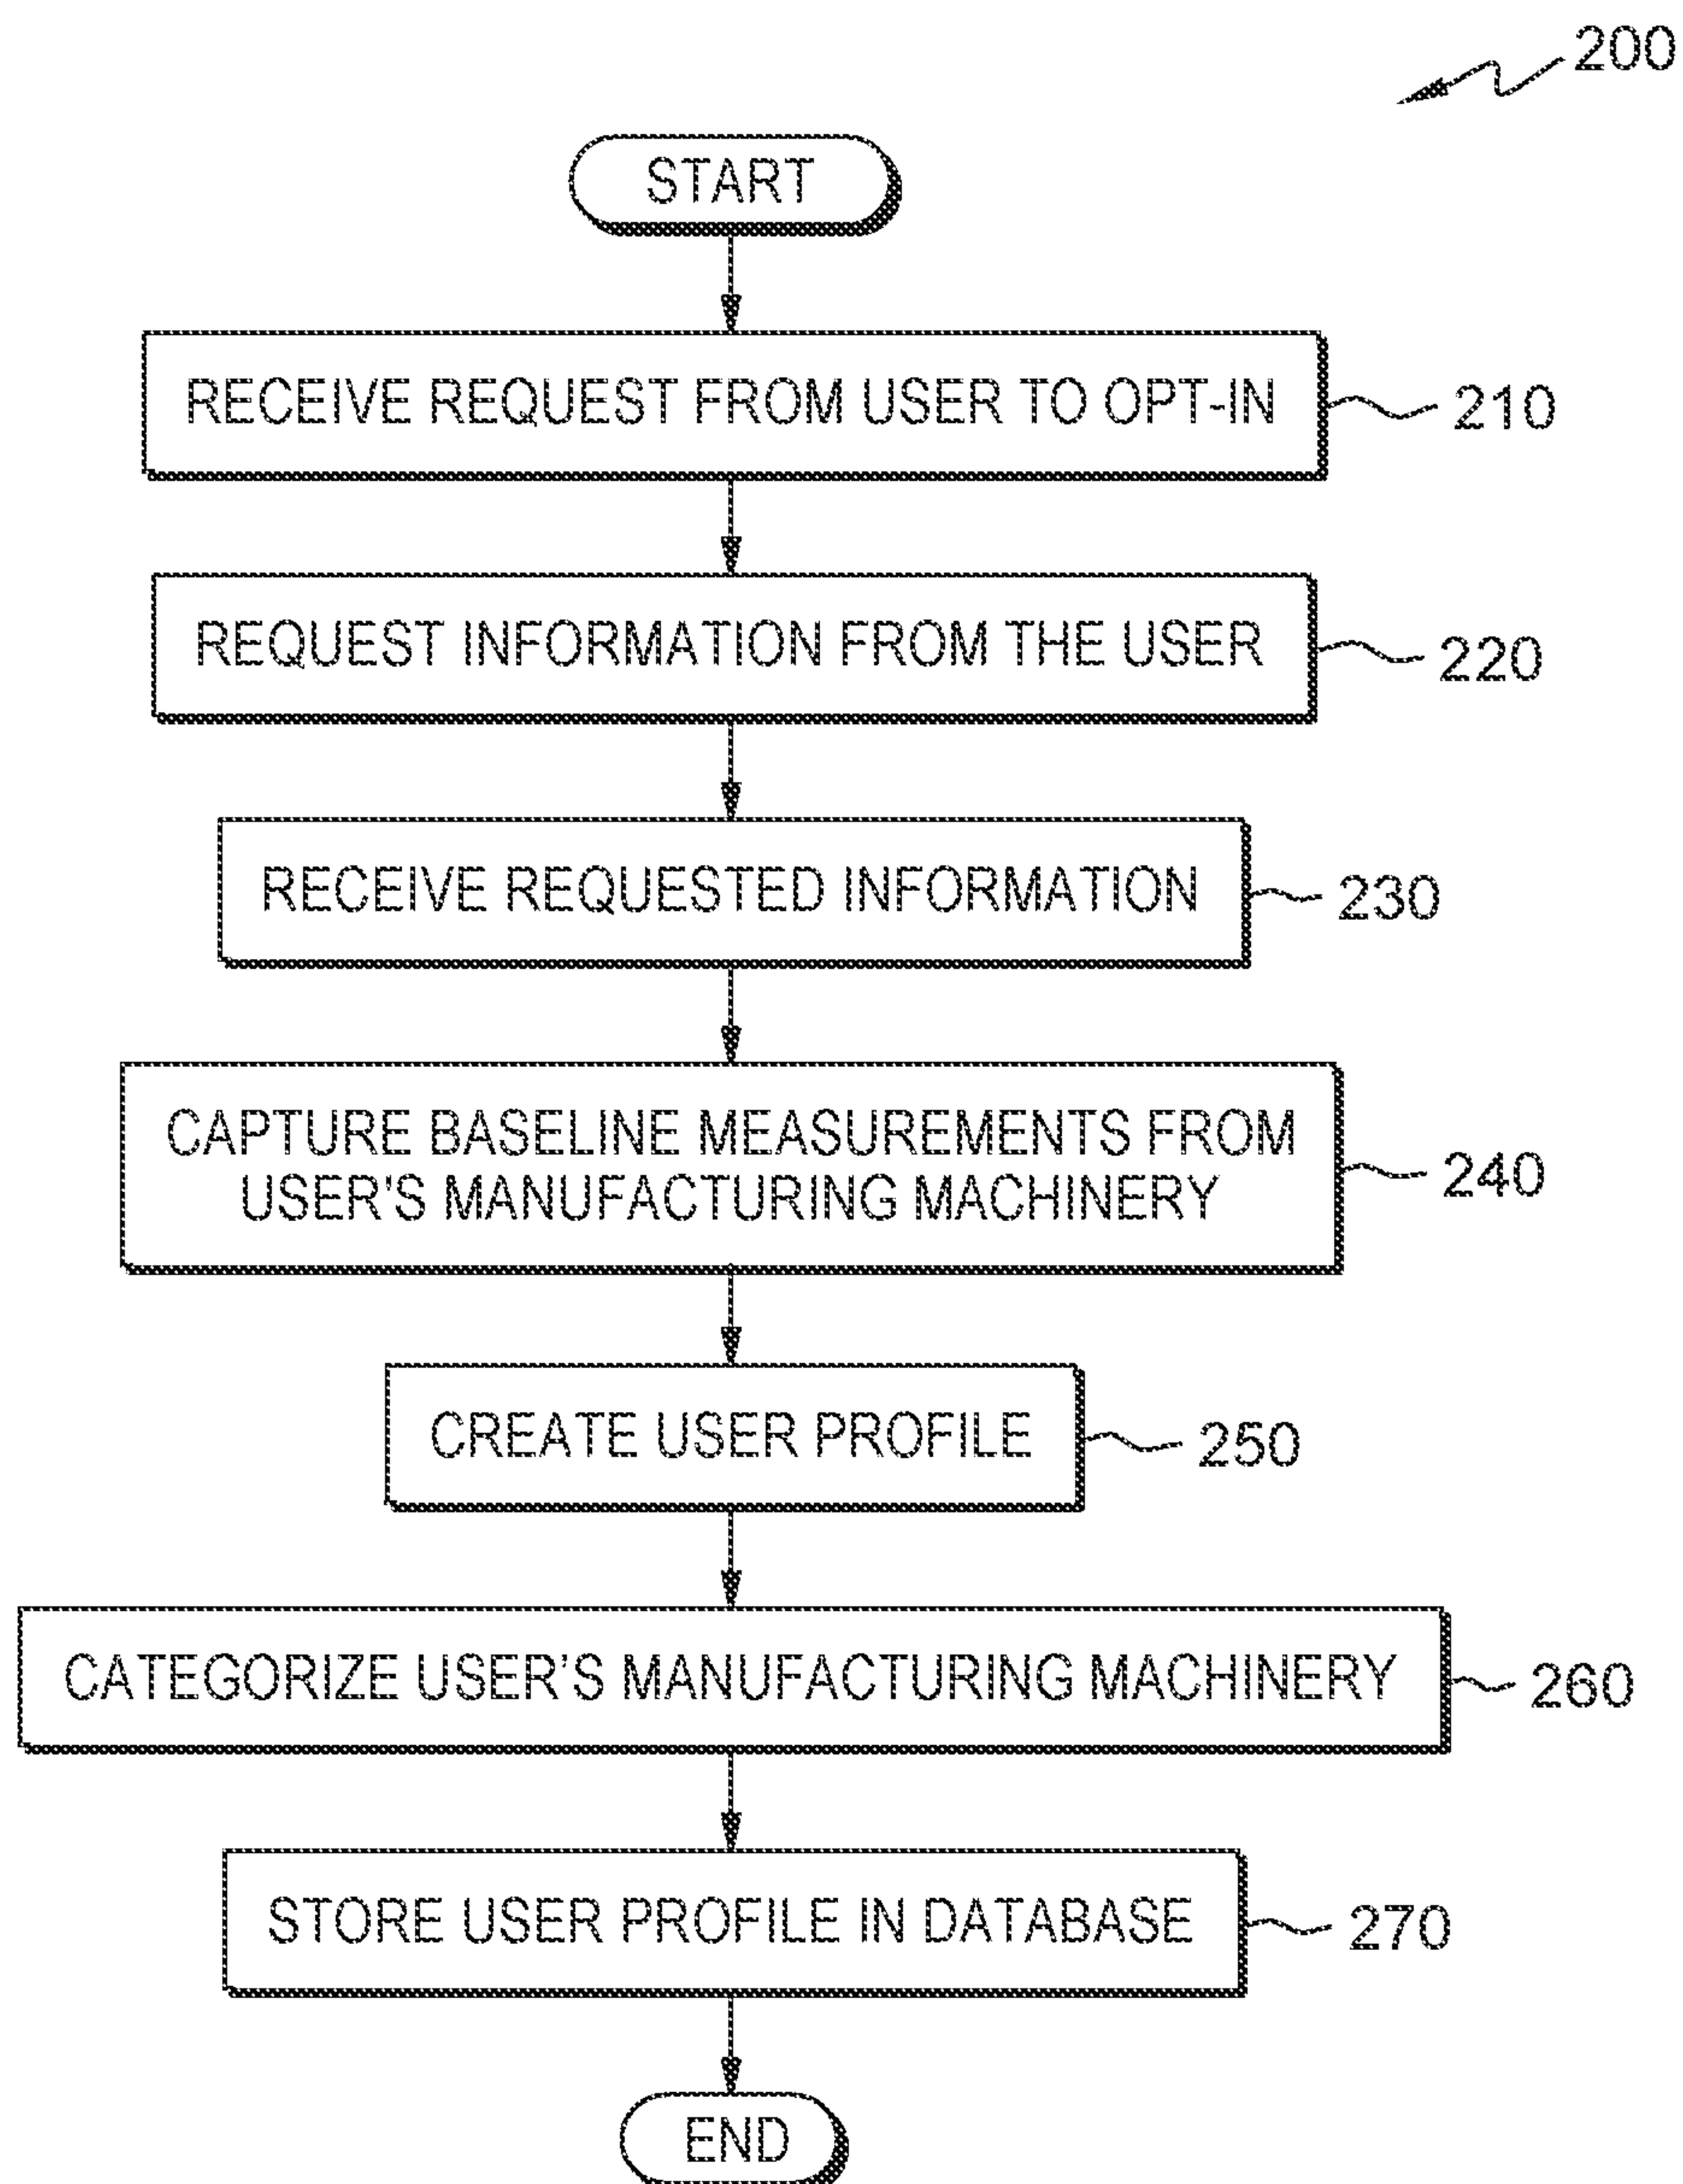 200
START
RECEIVE REQUEST FROM USER TO OPT-IN
210
REQUEST INFORMATION FROM THE USER
220
RECEIVE REQUESTED INFORMATION
230
CAPTURE BASELINE MEASUREMENTS FROM
USER'S MANUFACTURING MACHINERY
240
CREATE USER PROFILE
250
CATEGORIZE USER’S MANUFACTURING MACHINERY
260
STORE USER PROFILE IN DATABASE
270
END